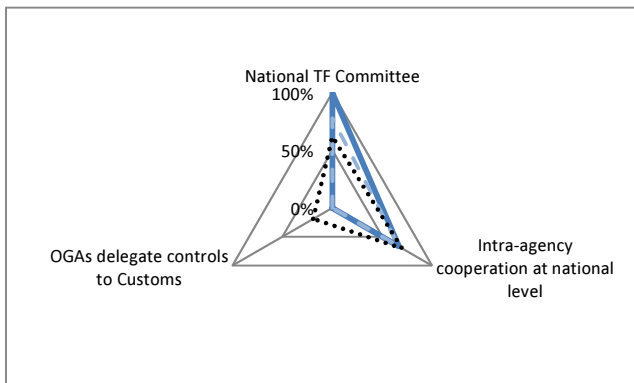 National TF Committee
100%
50%
0%
OGAs delegate controls
to Customs
Intra-agency
cooperation at national
level